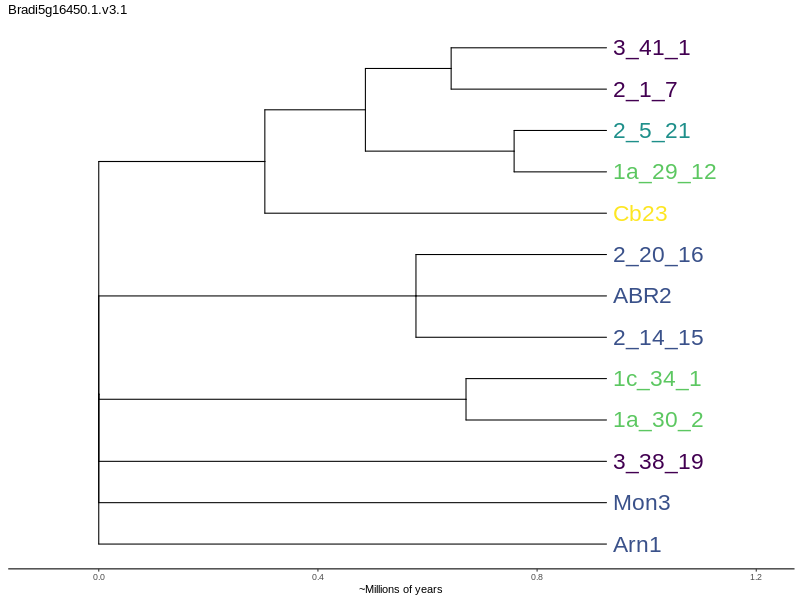 Bradi5g16450.1.v3.1
3_41_1
2_1_7
2_5_21
1a_29_12
Cb23
2_20_16
ABR2
2_14_15
1c_34_1
1a_30_2
3_38_19
Mon3
Arn1
0.0 0.4 0.8 1.2
~Millions of years